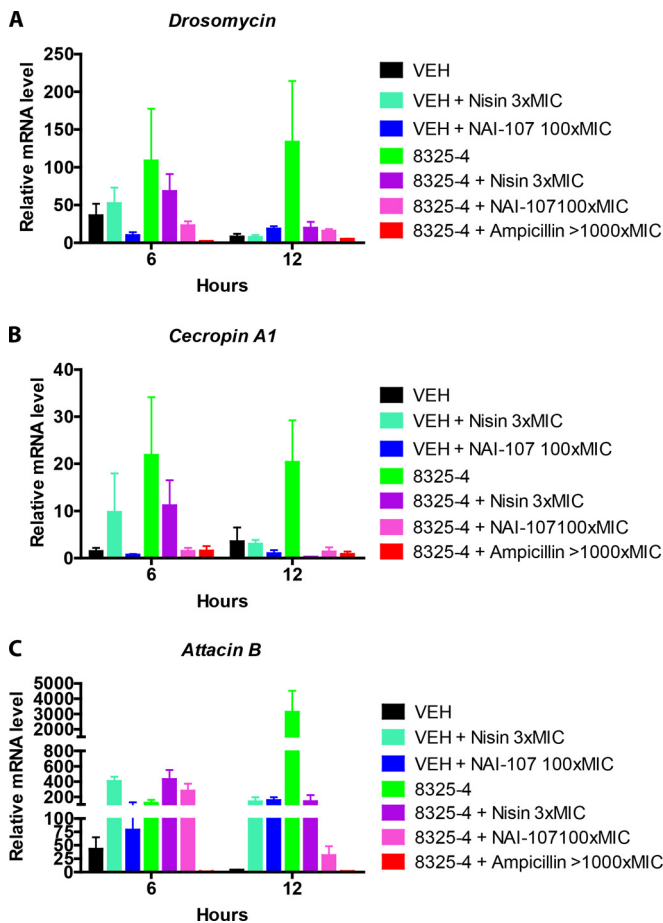 A
Drosomycin
Relative mRNA level
250
200
150
100
50
0
6
12
Hours
VEH
VEH + Nisin 3xMIC
VEH + NAI-107 100xMIC
8325-4
8325-4 + Nisin 3xMIC
8325-4 + NAI-107100xMIC
8325-4 + Ampicillin >1000xMIC
B
Cecropin A1
Relative mRNA level
40
30
20
10
0
6
12
Hours
VEH
VEH + Nisin 3xMIC
VEH + NAI-107 100xMIC
8325-4
8325-4 + Nisin 3xMIC
8325-4 + NAI-107100xMIC
8325-4 + Ampicillin >1000xMIC
C
Attacin B
Relative mRNA level
5000
4000
3000
2000
800
600
400
200
100
75
50
25
0
6
12
Hours
VEH
VEH + Nisin 3xMIC
VEH + NAI-107 100xMIC
8325-4
8325-4 + Nisin 3xMIC
8325-4 + NAI-107100xMIC
8325-4 + Ampicillin >1000xMIC